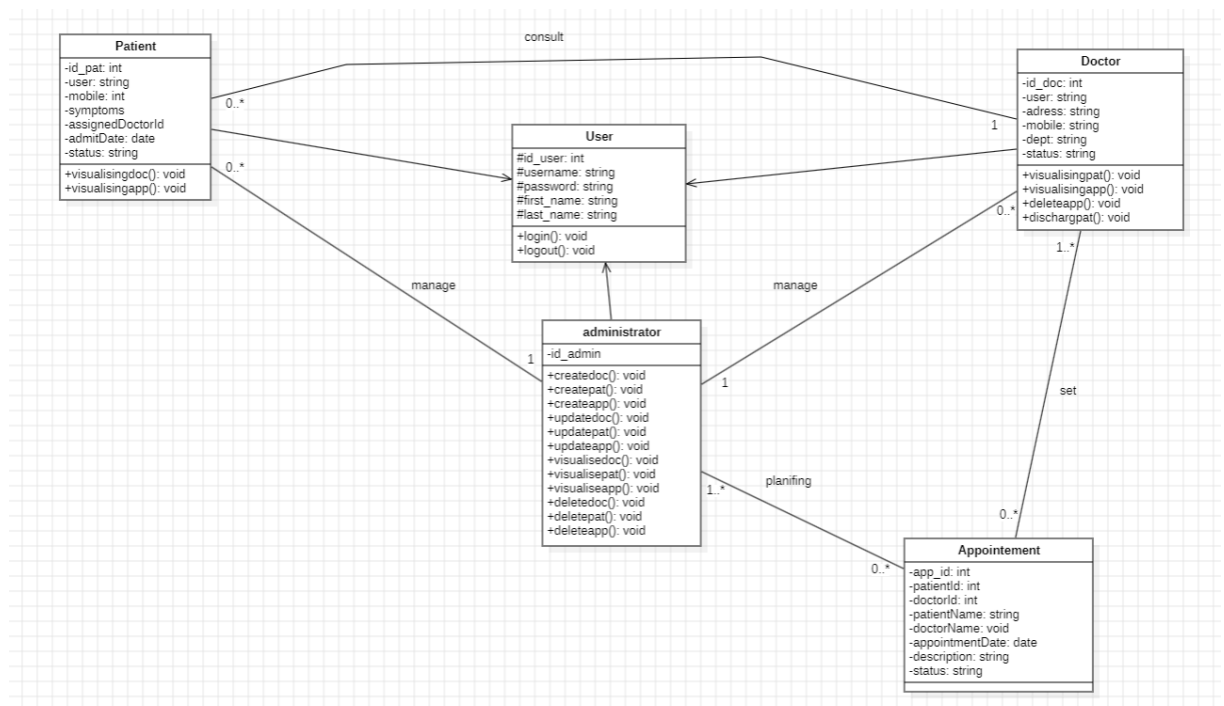 consult
Patient
-id_pat: int
-user: string
-mobile: int
-symptoms
-assignedDoctorId
-admitDate: date
-status: string
+visualisingdoc(): void
+visualisingapp(): void
0..*
0..*
Doctor
-id_doc: int
-user: string
-adress: string
-mobile: string
-dept: string
-status: string
+visualisingpat(): void
+visualisingapp(): void
+deleteapp(): void
+dischargpat(): void
1
0..*
1..*
User
#id_user: int
#username: string
#password: string
#first_name: string
#last_name: string
+login(): void
+logout(): void
manage
manage
administrator
-id_admin
+createdoc(): void
+createpat(): void
+createapp(): void
+updatedoc(): void
+updatepat(): void
+updateapp(): void
+visualisedoc(): void
+visualisepat(): void
+visualiseapp(): void
+deletedoc(): void
+deletepat(): void
+deleteapp(): void
1
1
1..*
planifing
0..*
set
0..*
Appointement
-app_id: int
-patientId: int
-doctorId: int
-patientName: string
-doctorName: void
-appointmentDate: date
-description: string
-status: string